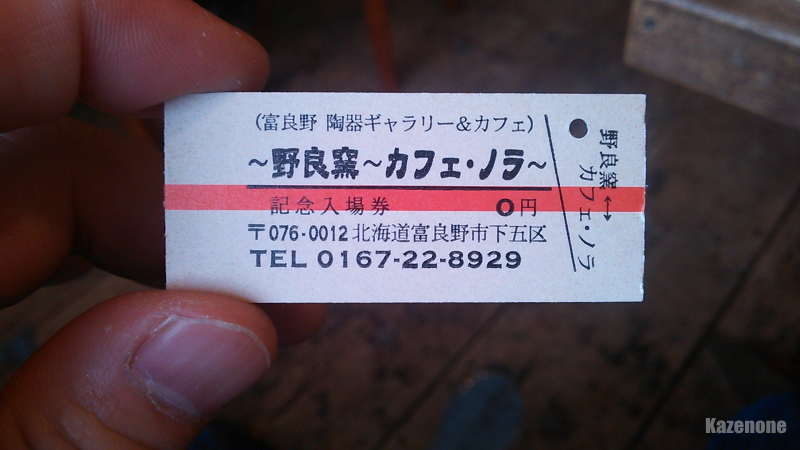 (富良野 陶器ギャラリー&カフェ)
～野良窯～カフェ・ノラ～
記念入場券 0円
〒076-0012 北海道富良野市下五区
TEL 0167-22-8929
野良窯↔カフェ・ノラ
Kazenone